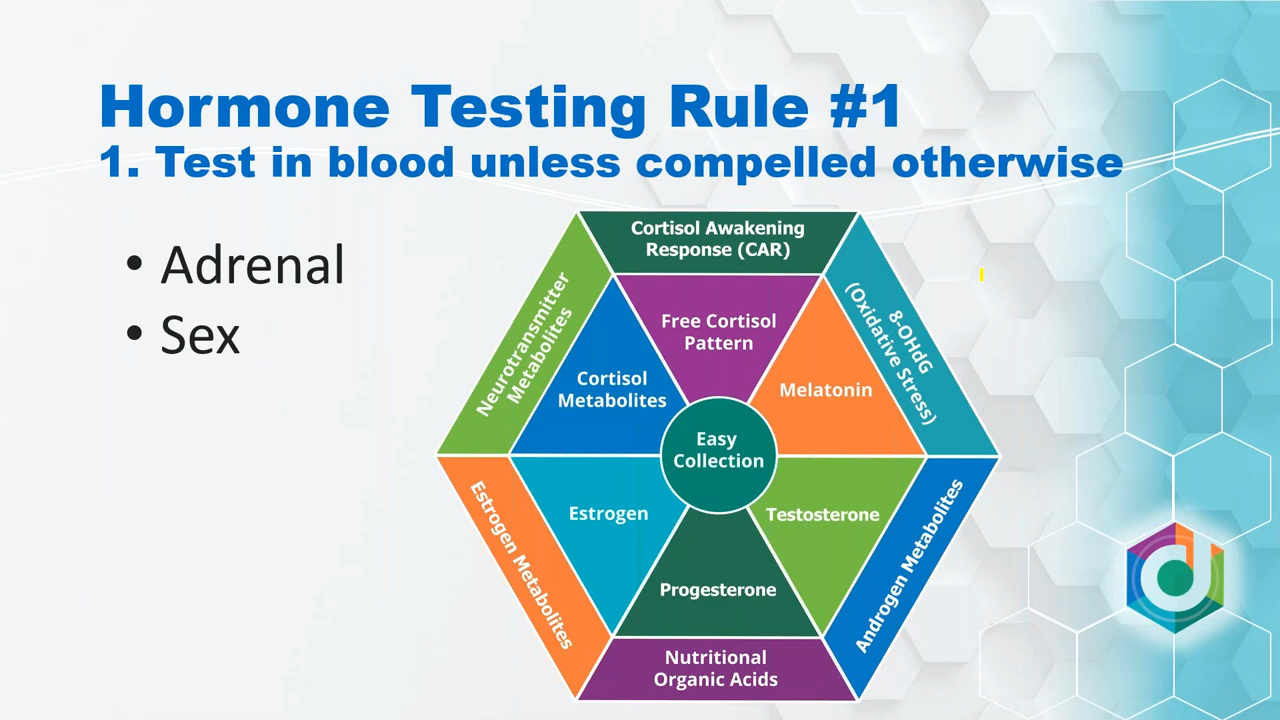 Hormone Testing Rule #1
1. Test in blood unless compelled otherwise
• Adrenal
• Sex
Cortisol Awakening
Response (CAR)
Neurotransmitter
Metabolites
8-OHdG
(Oxidative Stress)
Free Cortisol
Pattern
Cortisol
Metabolites
Melatonin
Easy
Collection
Estrogen
Testosterone
Progesterone
Estrogen Metabolites
Androgen Metabolites
Nutritional
Organic Acids
d